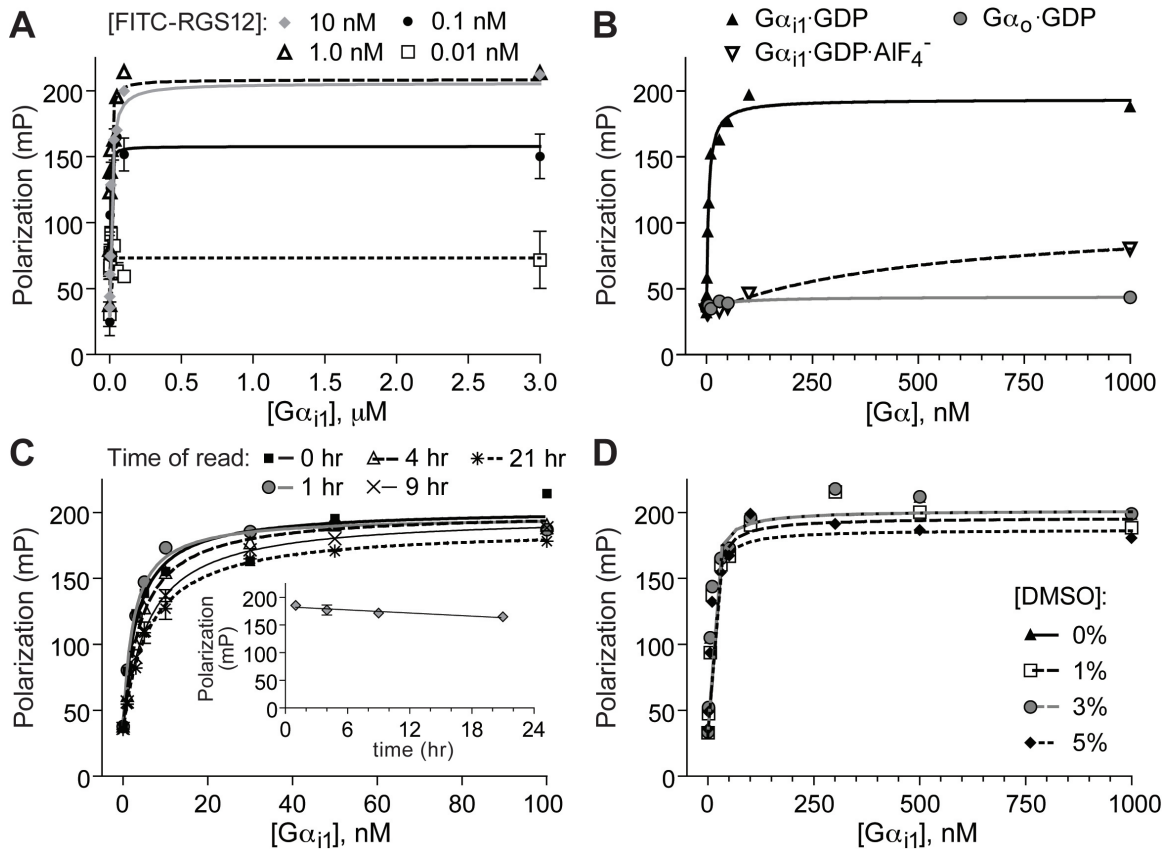 A
[FITC-RGS12]: 10 nM 0.1 nM
1.0 nM 0.01 nM
Polarization (mP)
200
150
100
50
0
0.0 0.5 1.0 1.5 2.0 2.5 3.0
[Gαi1], μM
B
Gαi1·GDP Gαo·GDP
Gαi1·GDP·AlF4-
Polarization (mP)
200
150
100
50
0
0 250 500 750 1000
[Gα], nM
C
Time of read: 0 hr 4 hr 21 hr
1 hr 9 hr
Polarization (mP)
200
150
100
50
0
0 20 40 60 80 100
[Gαi1], nM
Polarization
(mP)
200
150
100
50
0
0 6 12 18 24
time (hr)
D
Polarization (mP)
200
150
100
50
0
0 250 500 750 1000
[Gαi1], nM
[DMSO]:
0%
1%
3%
5%